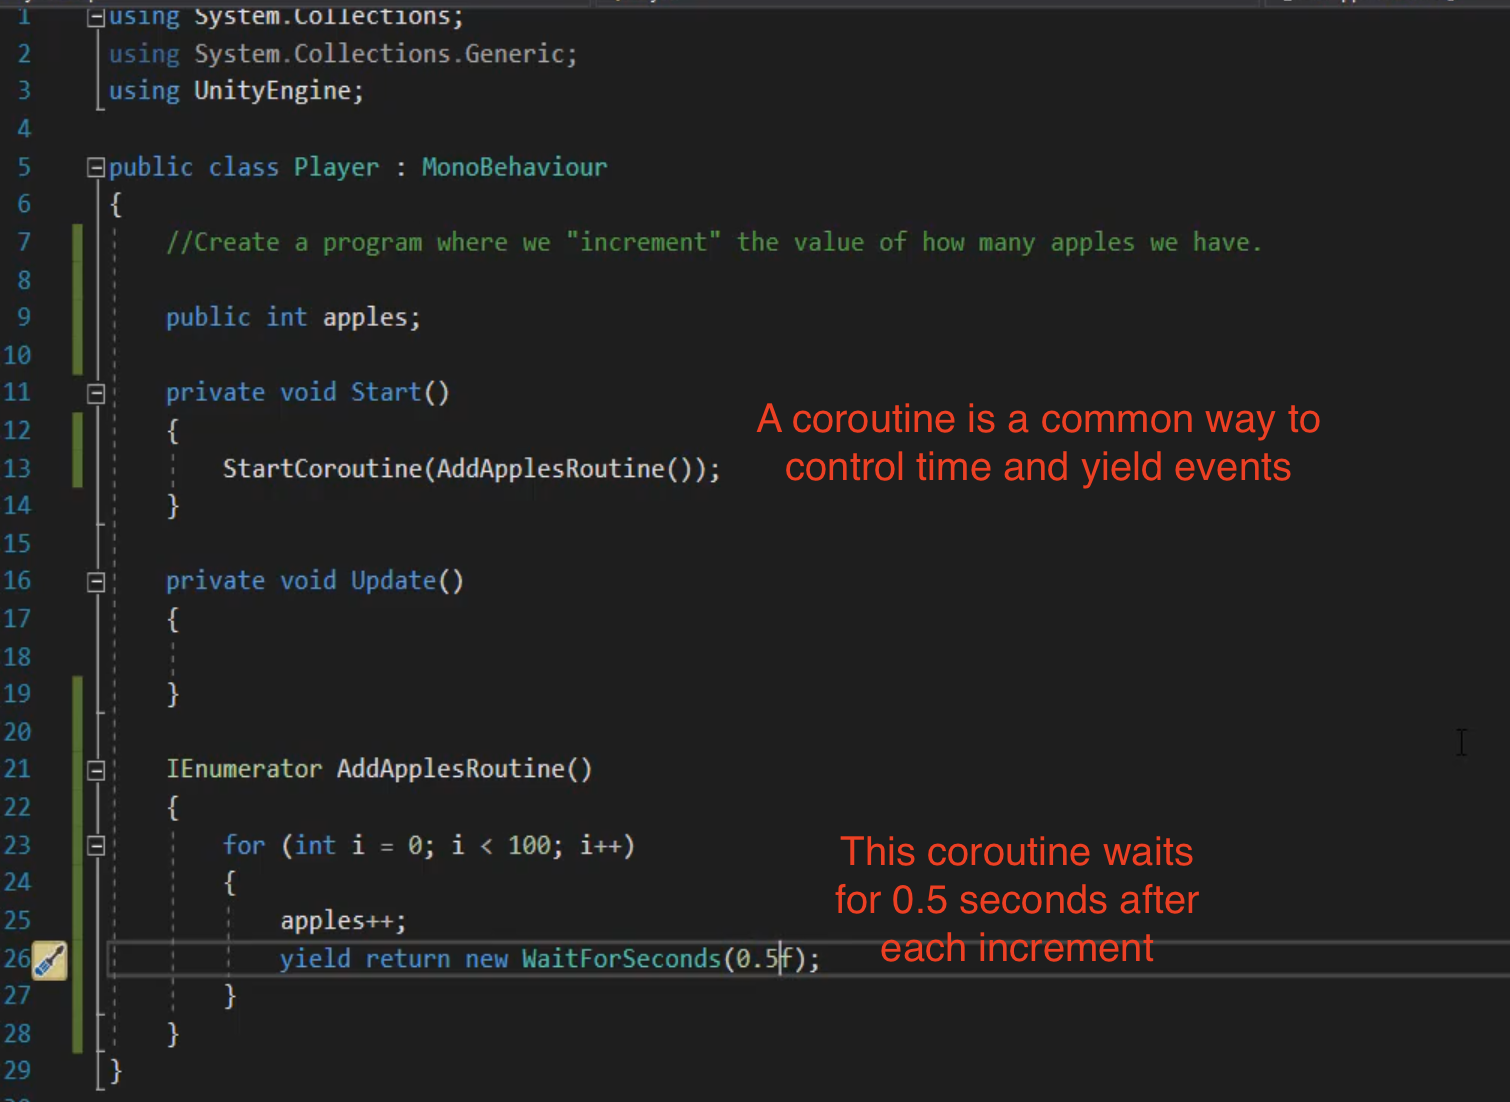 1 using System.Collections;
2 using System.Collections.Generic;
3 using UnityEngine;
4
5 public class Player : MonoBehaviour
6 {
7 //Create a program where we "increment" the value of how many apples we have.
8
9 public int apples;
10
11 private void Start()
12 {
13 StartCoroutine(AddApplesRoutine());
14 }
15
16 private void Update()
17 {
18
19 }
20
21 IEnumerator AddApplesRoutine()
22 {
23 for (int i = 0; i < 100; i++)
24 {
25 apples++;
26 yield return new WaitForSeconds(0.5f);
27 }
28 }
29 }
A coroutine is a common way to
control time and yield events
This coroutine waits
for 0.5 seconds after
each increment